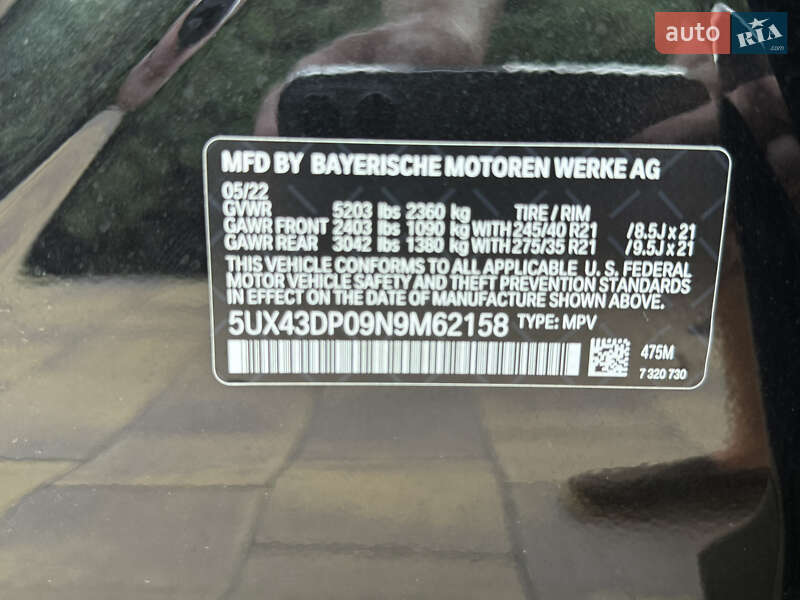 auto RIA.com
MFD BY BAYERISCHE MOTOREN WERKE AG
05/22
GVWR 5203 lbs 2360 kg TIRE / RIM
GAWR FRONT 2403 lbs 1090 kg WITH 245/40 R21 /8.5J x 21
GAWR REAR 3042 lbs 1380 kg WITH 275/35 R21 /9.5J x 21
THIS VEHICLE CONFORMS TO ALL APPLICABLE U. S. FEDERAL
MOTOR VEHICLE SAFETY AND THEFT PREVENTION STANDARDS
IN EFFECT ON THE DATE OF MANUFACTURE SHOWN ABOVE.
5UX43DP09N9M62158 TYPE: MPV
475M
7 320 730